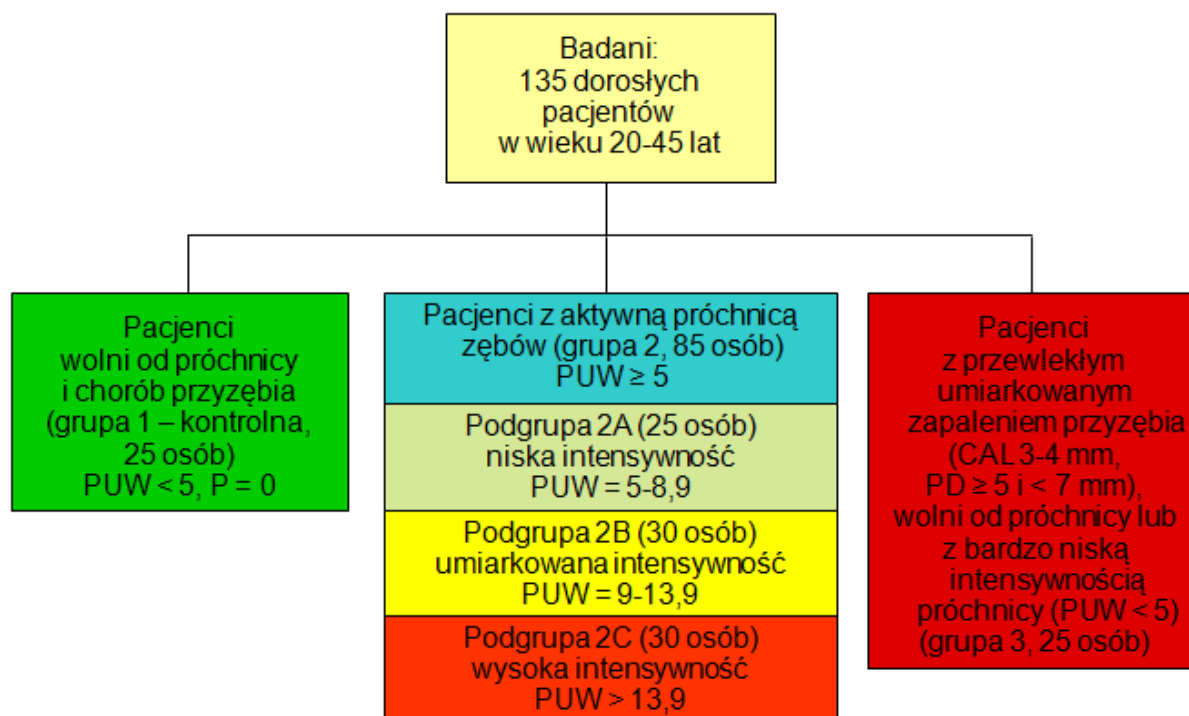 Badani:
135 dorosłych
pacjentów
w wieku 20-45 lat
Pacjenci
wolni od próchnicy
i chorób przyzębia
(grupa 1 – kontrolna,
25 osób)
PUW < 5, P = 0
Pacjenci z aktywną próchnicą
zębów (grupa 2, 85 osób)
PUW ≥ 5
Podgrupa 2A (25 osób)
niska intensywność
PUW = 5-8,9
Podgrupa 2B (30 osób)
umiarkowana intensywność
PUW = 9-13,9
Podgrupa 2C (30 osób)
wysoka intensywność
PUW > 13,9
Pacjenci
z przewlekłym
umiarkowanym
zapaleniem przyzębia
(CAL 3-4 mm,
PD ≥ 5 i < 7 mm),
wolni od próchnicy lub
z bardzo niską
intensywnością
próchnicy (PUW < 5)
(grupa 3, 25 osób)